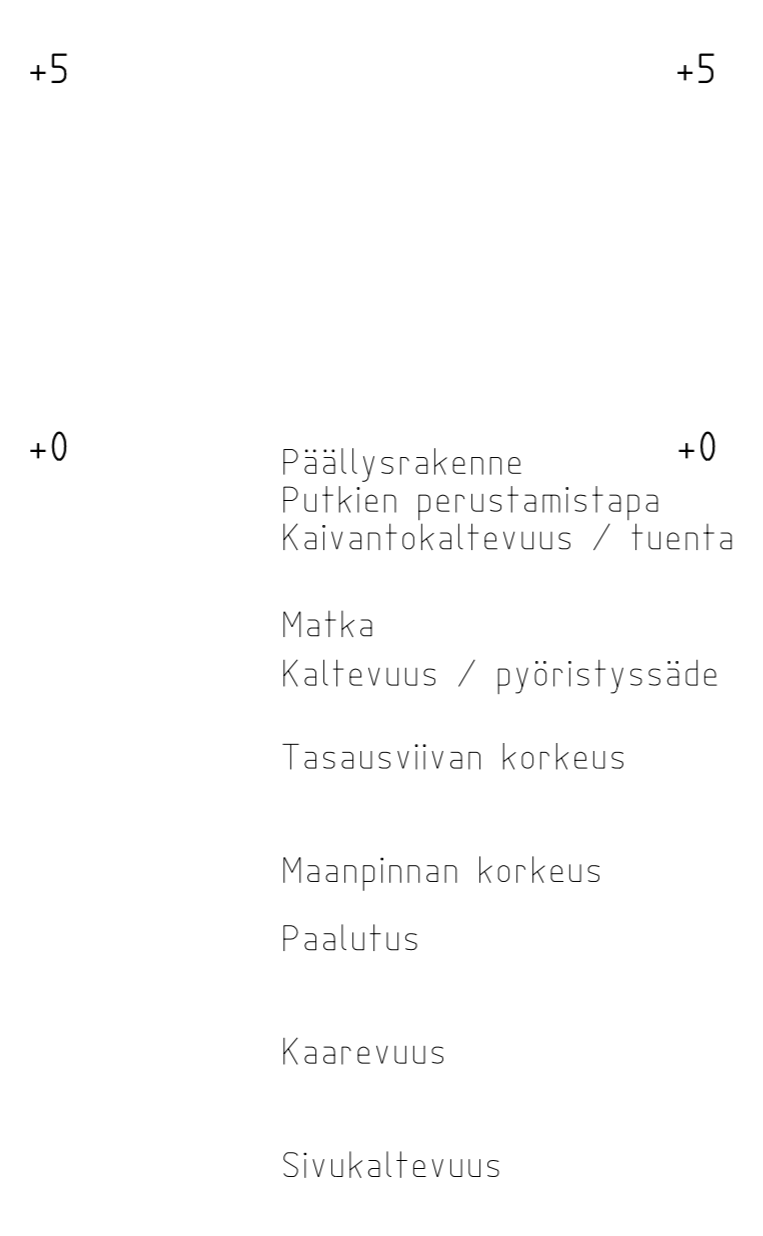 +5 +5
+0 +0
Päällysrakenne
Putkien perustamistapa
Kaivantokaltevuus / tuenta
Matka
Kaltevuus / pyöristyssäde
Tasausviivan korkeus
Maanpinnan korkeus
Paalutus
Kaarevuus
Sivukaltevuus